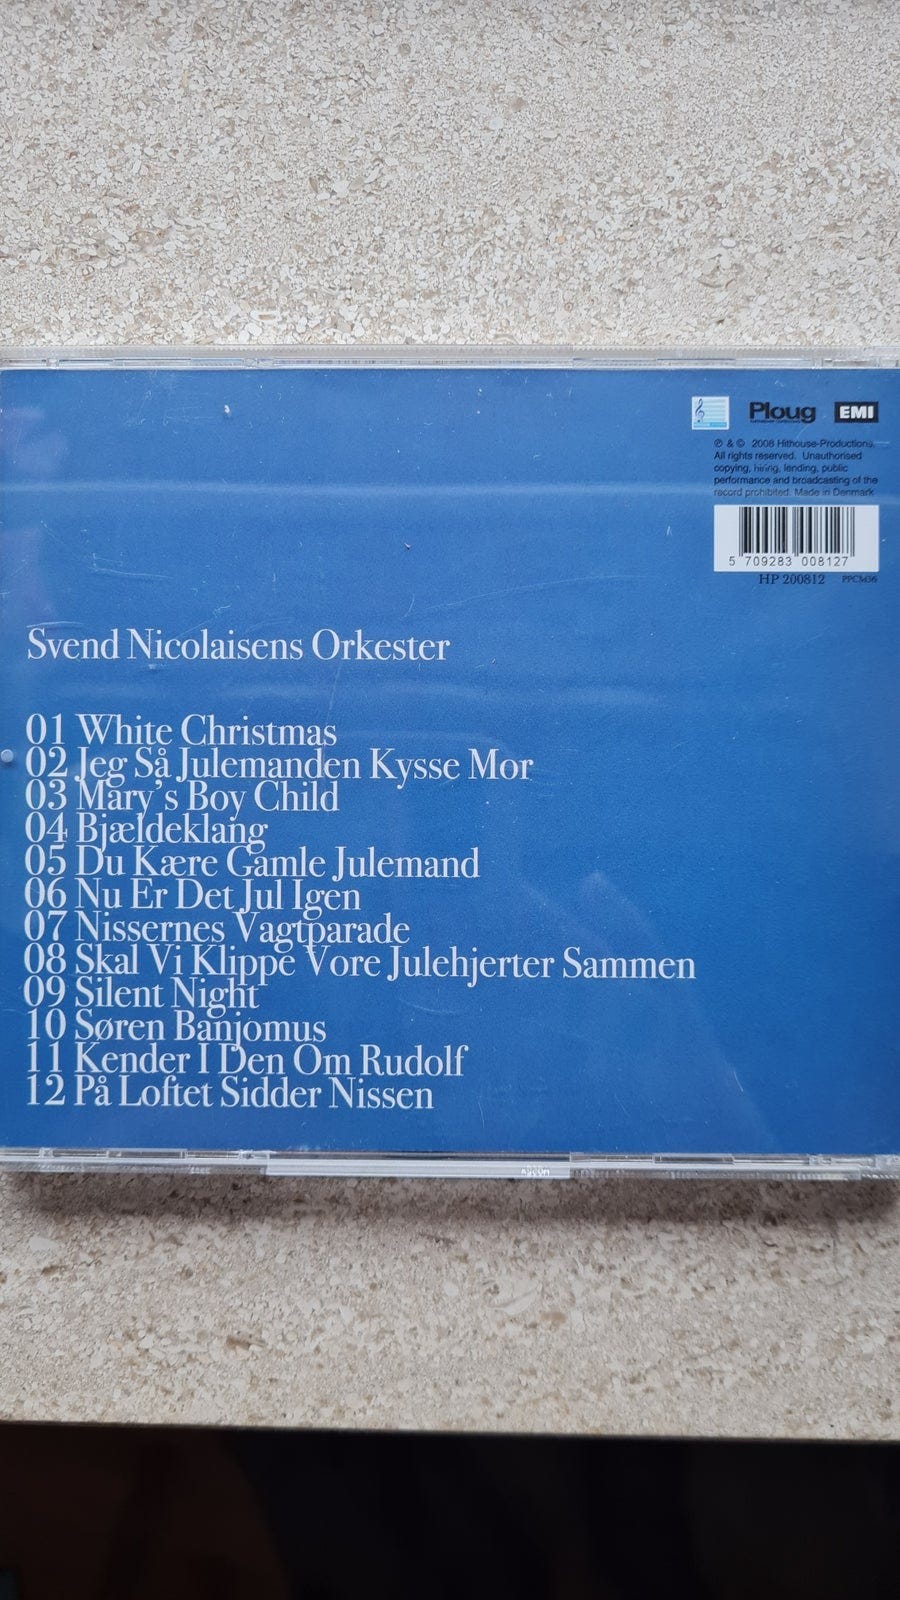 Ploug
EMI
℗ & © 2008 Hithouse-Productions.
All rights reserved. Unauthorised
copying, hiring, lending, public
performance and broadcasting of the
record prohibited. Made in Denmark
5 709283 008127
HP 200812 PPCM36
Svend Nicolaisens Orkester
01 White Christmas
02 Jeg Så Julemanden Kysse Mor
03 Mary's Boy Child
04 Bjældeklang
05 Du Kære Gamle Julemand
06 Nu Er Det Jul Igen
07 Nissernes Vagtparade
08 Skal Vi Klippe Vore Julehjerter Sammen
09 Silent Night
10 Søren Banjomus
11 Kender I Den Om Rudolf
12 På Loftet Sidder Nissen